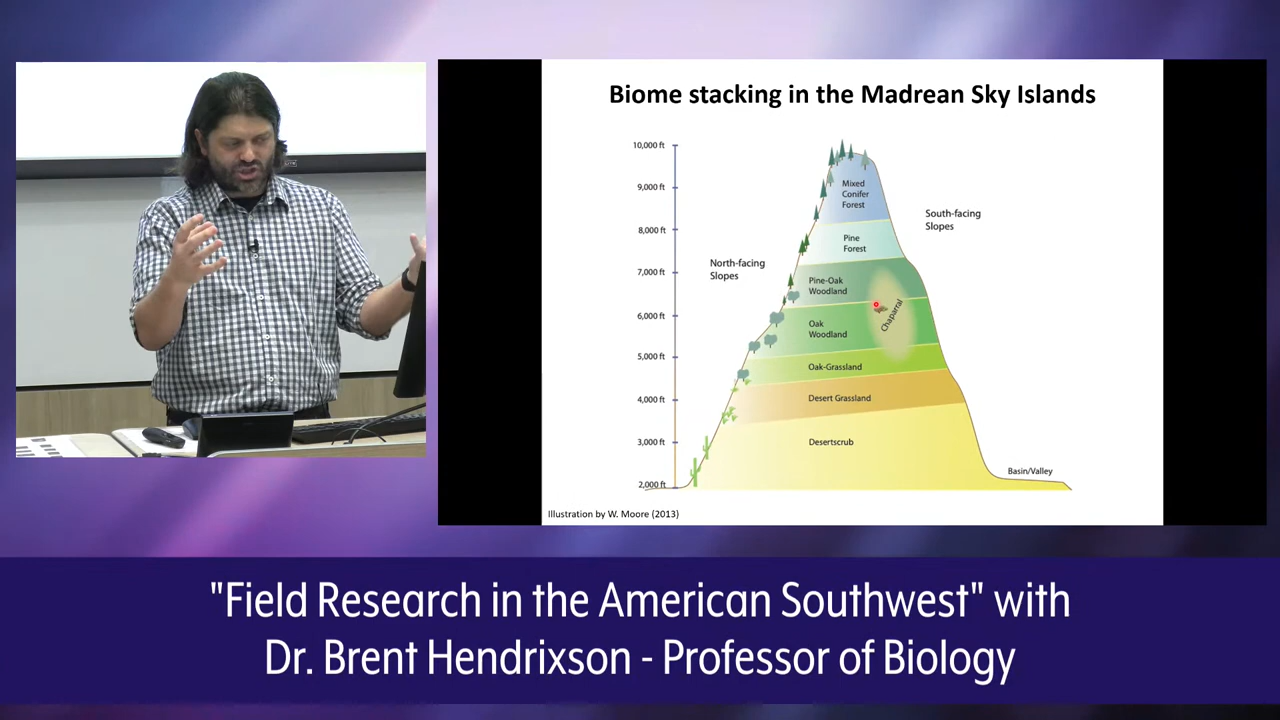 Biome stacking in the Madrean Sky Islands
10,000 ft
9,000 ft
8,000 ft
7,000 ft
6,000 ft
5,000 ft
4,000 ft
3,000 ft
2,000 ft
North-facing
Slopes
South-facing
Slopes
Mixed
Conifer
Forest
Pine
Forest
Pine-Oak
Woodland
Chaparral
Oak
Woodland
Oak-Grassland
Desert Grassland
Desertscrub
Basin/Valley
Illustration by W. Moore (2013)
"Field Research in the American Southwest" with
Dr. Brent Hendrixson - Professor of Biology